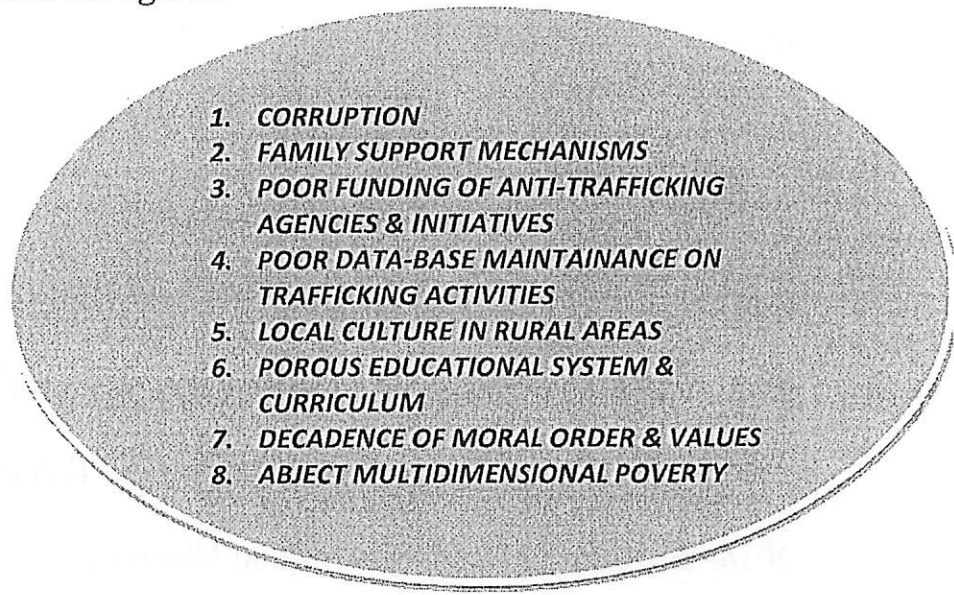 1. CORRUPTION
2. FAMILY SUPPORT MECHANISMS
3. POOR FUNDING OF ANTI-TRAFFICKING
AGENCIES & INITIATIVES
4. POOR DATA-BASE MAINTAINANCE ON
TRAFFICKING ACTIVITIES
5. LOCAL CULTURE IN RURAL AREAS
6. POROUS EDUCATIONAL SYSTEM &
CURRICULUM
7. DECADENCE OF MORAL ORDER & VALUES
8. ABJECT MULTIDIMENSIONAL POVERTY